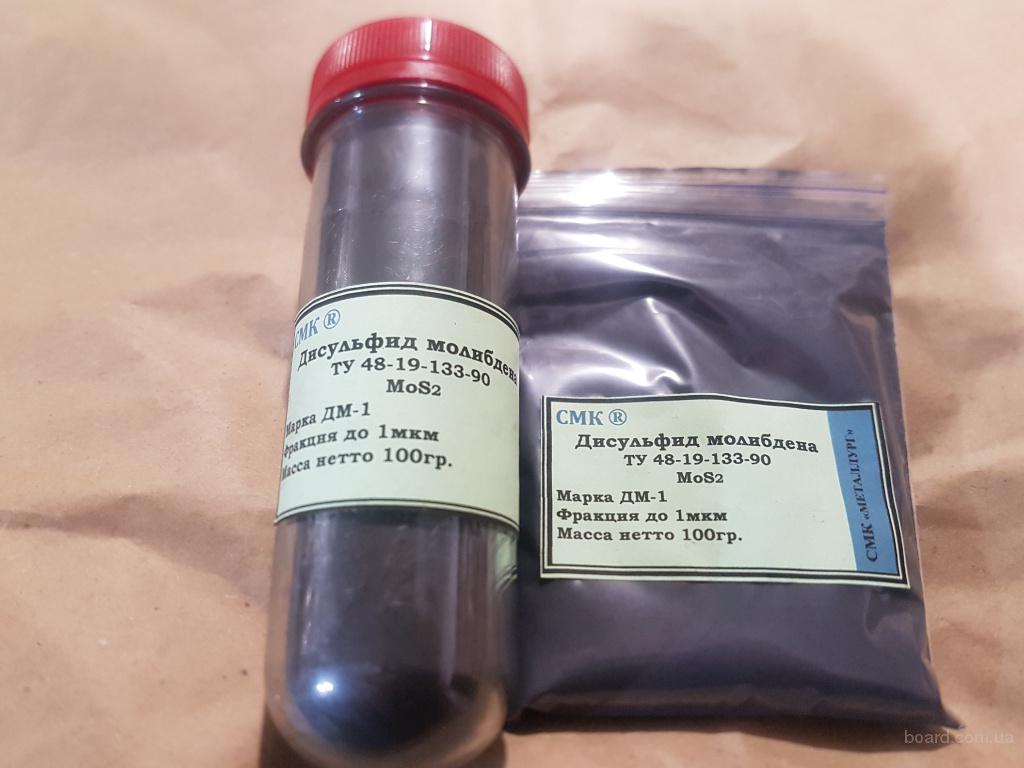 СМК ®
Дисульфид молибдена
ТУ 48-19-133-90
MoS2
Марка ДМ-1
Фракция до 1мкм
Масса нетто 100гр.
СМК ®
Дисульфид молибдена
ТУ 48-19-133-90
MoS2
Марка ДМ-1
Фракция до 1мкм
Масса нетто 100гр.
СМК «МЕТАЛЛУРГ»
board.com.ua